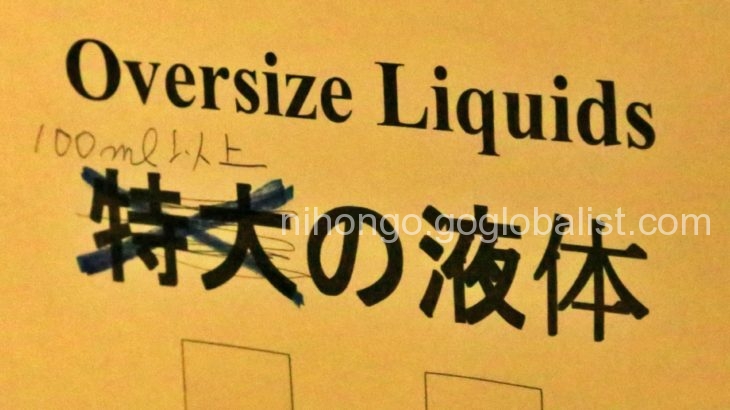 Oversize Liquids
100ml以上
特大の液体
nihongo.goglobalist.com